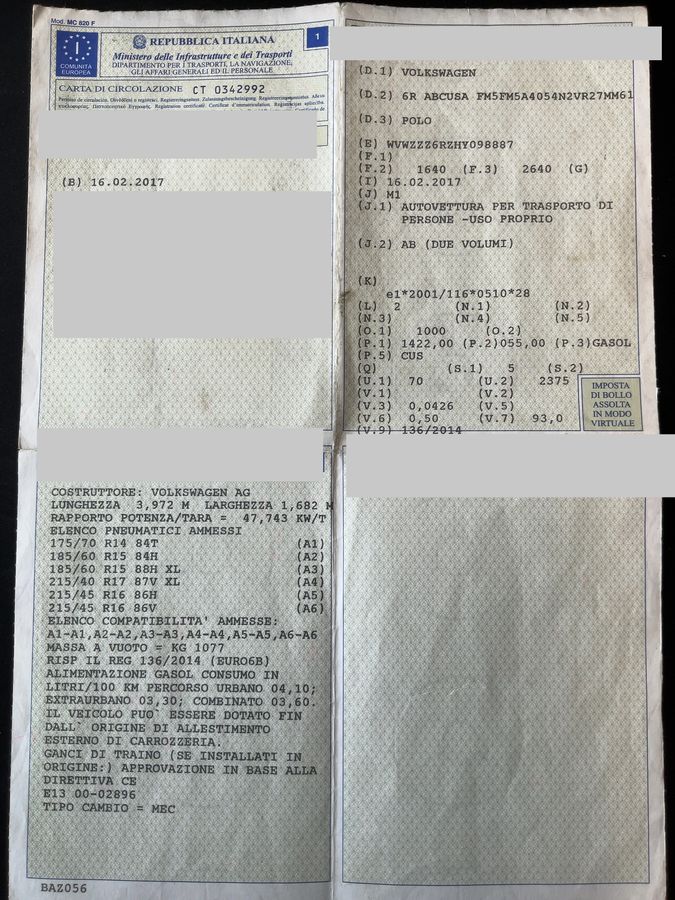 Mod. MC 820 F
COMUNITÀ
EUROPEA
REPUBBLICA ITALIANA
Ministero delle Infrastrutture e dei Trasporti
DIPARTIMENTO PER I TRASPORTI, LA NAVIGAZIONE,
GLI AFFARI GENERALI ED IL PERSONALE
1
CARTA DI CIRCOLAZIONE CT 0342992
(B) 16.02.2017
(D.1) VOLKSWAGEN
(D.2) 6R ABCUSA FM5FM5A4054N2VR27MM61
(D.3) POLO
(E) WVWZZZ6RZHY098887
(F.1)
(F.2) 1640 (F.3) 2640 (G)
(I) 16.02.2017
(J) M1
(J.1) AUTOVETTURA PER TRASPORTO DI
PERSONE -USO PROPRIO
(J.2) AB (DUE VOLUMI)
(K)
e1*2001/116*0510*28
(L) 2 (N.1) (N.2)
(N.3) (N.4) (N.5)
(O.1) 1000 (O.2)
(P.1) 1422,00 (P.2)055,00 (P.3)GASOL
(P.5) CUS
(Q) (S.1) 5 (S.2)
(U.1) 70 (U.2) 2375
(V.1) (V.2)
(V.3) 0,0426 (V.5)
(V.6) 0,50 (V.7) 93,0
(V.9) 136/2014
IMPOSTA
DI BOLLO
ASSOLTA
IN MODO
VIRTUALE
COSTRUTTORE: VOLKSWAGEN AG
LUNGHEZZA 3,972 M LARGHEZZA 1,682 M
RAPPORTO POTENZA/TARA = 47,743 KW/T
ELENCO PNEUMATICI AMMESSI
175/70 R14 84T (A1)
185/60 R15 84H (A2)
185/60 R15 88H XL (A3)
215/40 R17 87V XL (A4)
215/45 R16 86H (A5)
215/45 R16 86V (A6)
ELENCO COMPATIBILITA' AMMESSE:
A1-A1,A2-A2,A3-A3,A4-A4,A5-A5,A6-A6
MASSA A VUOTO = KG 1077
RISP IL REG 136/2014 (EURO6B)
ALIMENTAZIONE GASOL CONSUMO IN
LITRI/100 KM PERCORSO URBANO 04,10;
EXTRAURBANO 03,30; COMBINATO 03,60.
IL VEICOLO PUO` ESSERE DOTATO FIN
DALL` ORIGINE DI ALLESTIMENTO
ESTERNO DI CARROZZERIA.
GANCI DI TRAINO (SE INSTALLATI IN
ORIGINE:) APPROVAZIONE IN BASE ALLA
DIRETTIVA CE
E13 00-02896
TIPO CAMBIO = MEC
BAZ056